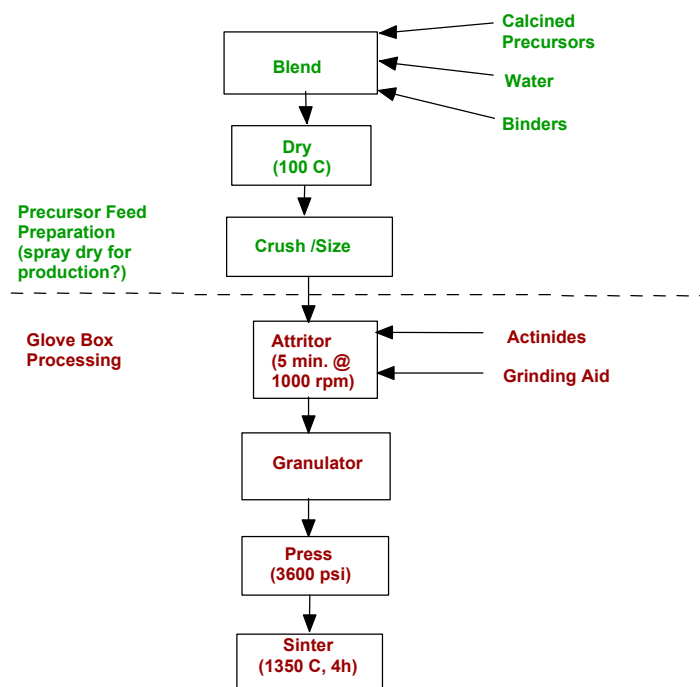 Calcined
Precursors
Blend
Water
Binders
Dry
(100 C)
Precursor Feed
Preparation
(spray dry for
production?)
Crush /Size
Glove Box
Processing
Attritor
(5 min. @
1000 rpm)
Actinides
Grinding Aid
Granulator
Press
(3600 psi)
Sinter
(1350 C, 4h)